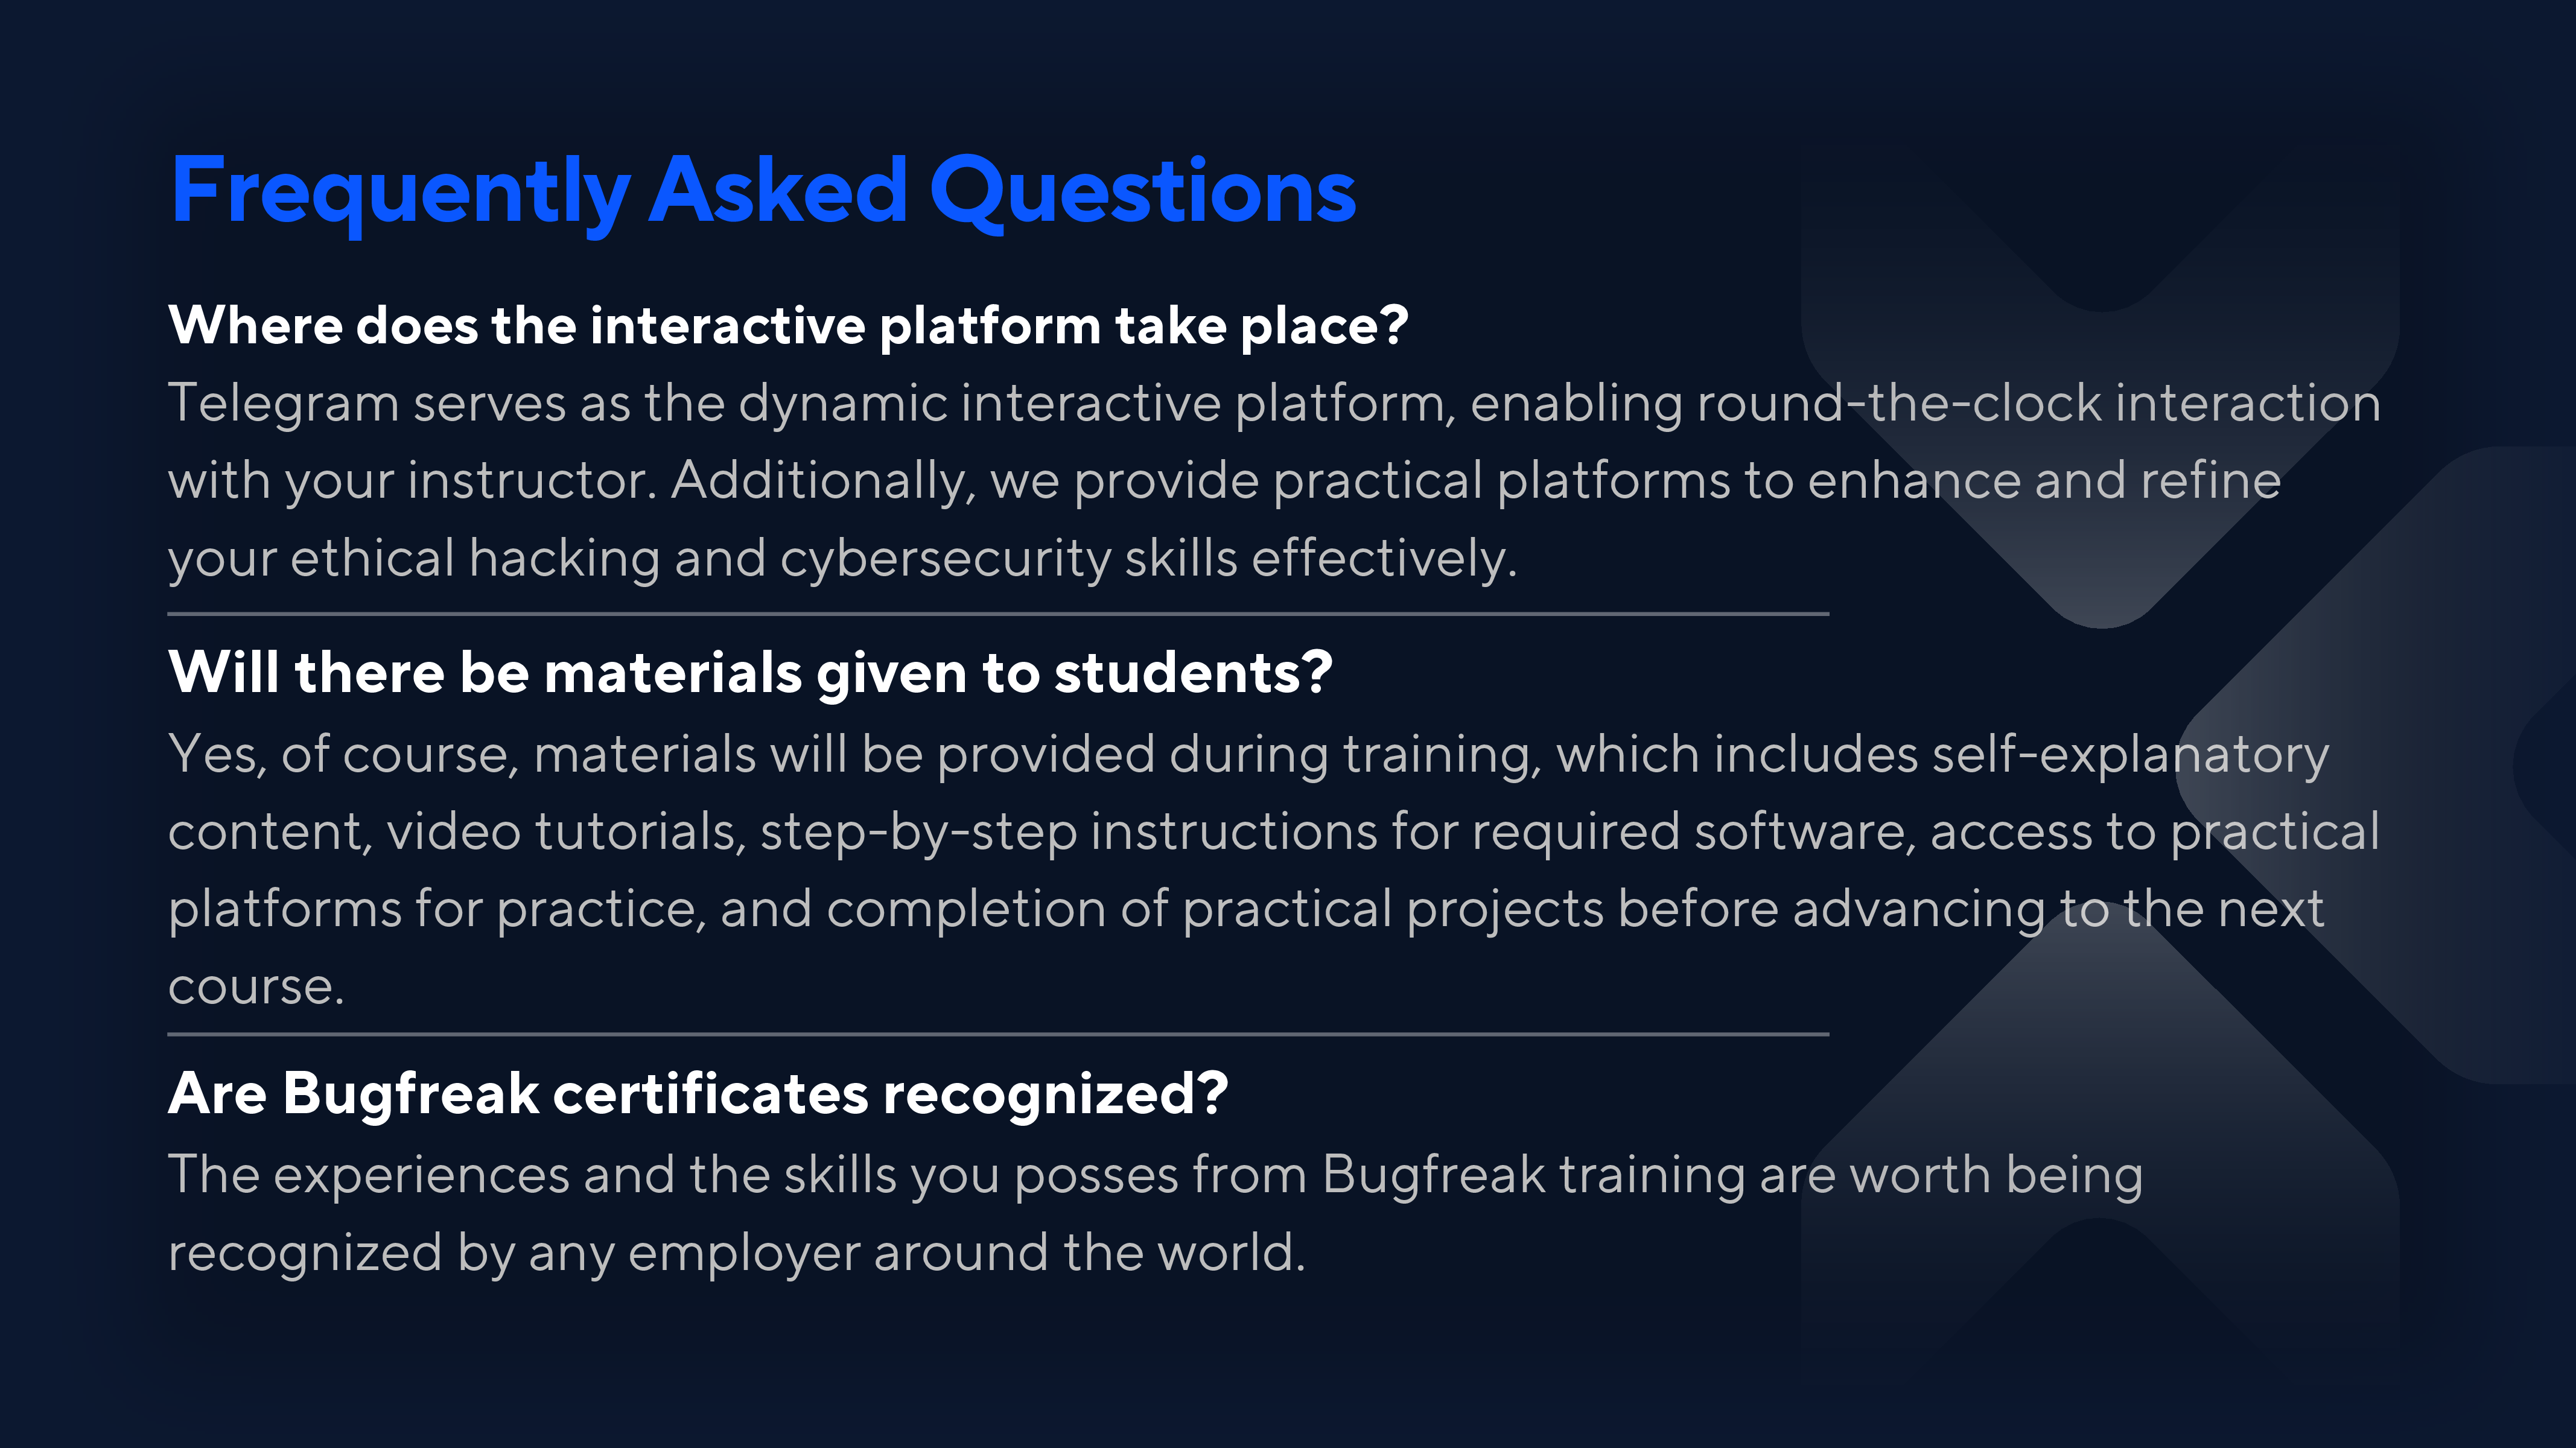 Frequently Asked Questions
Where does the interactive platform take place?
Telegram serves as the dynamic interactive platform, enabling round-the-clock interaction
with your instructor. Additionally, we provide practical platforms to enhance and refine
your ethical hacking and cybersecurity skills effectively.
Will there be materials given to students?
Yes, of course, materials will be provided during training, which includes self-explanatory
content, video tutorials, step-by-step instructions for required software, access to practical
platforms for practice, and completion of practical projects before advancing to the next
course.
Are Bugfreak certificates recognized?
The experiences and the skills you posses from Bugfreak training are worth being
recognized by any employer around the world.